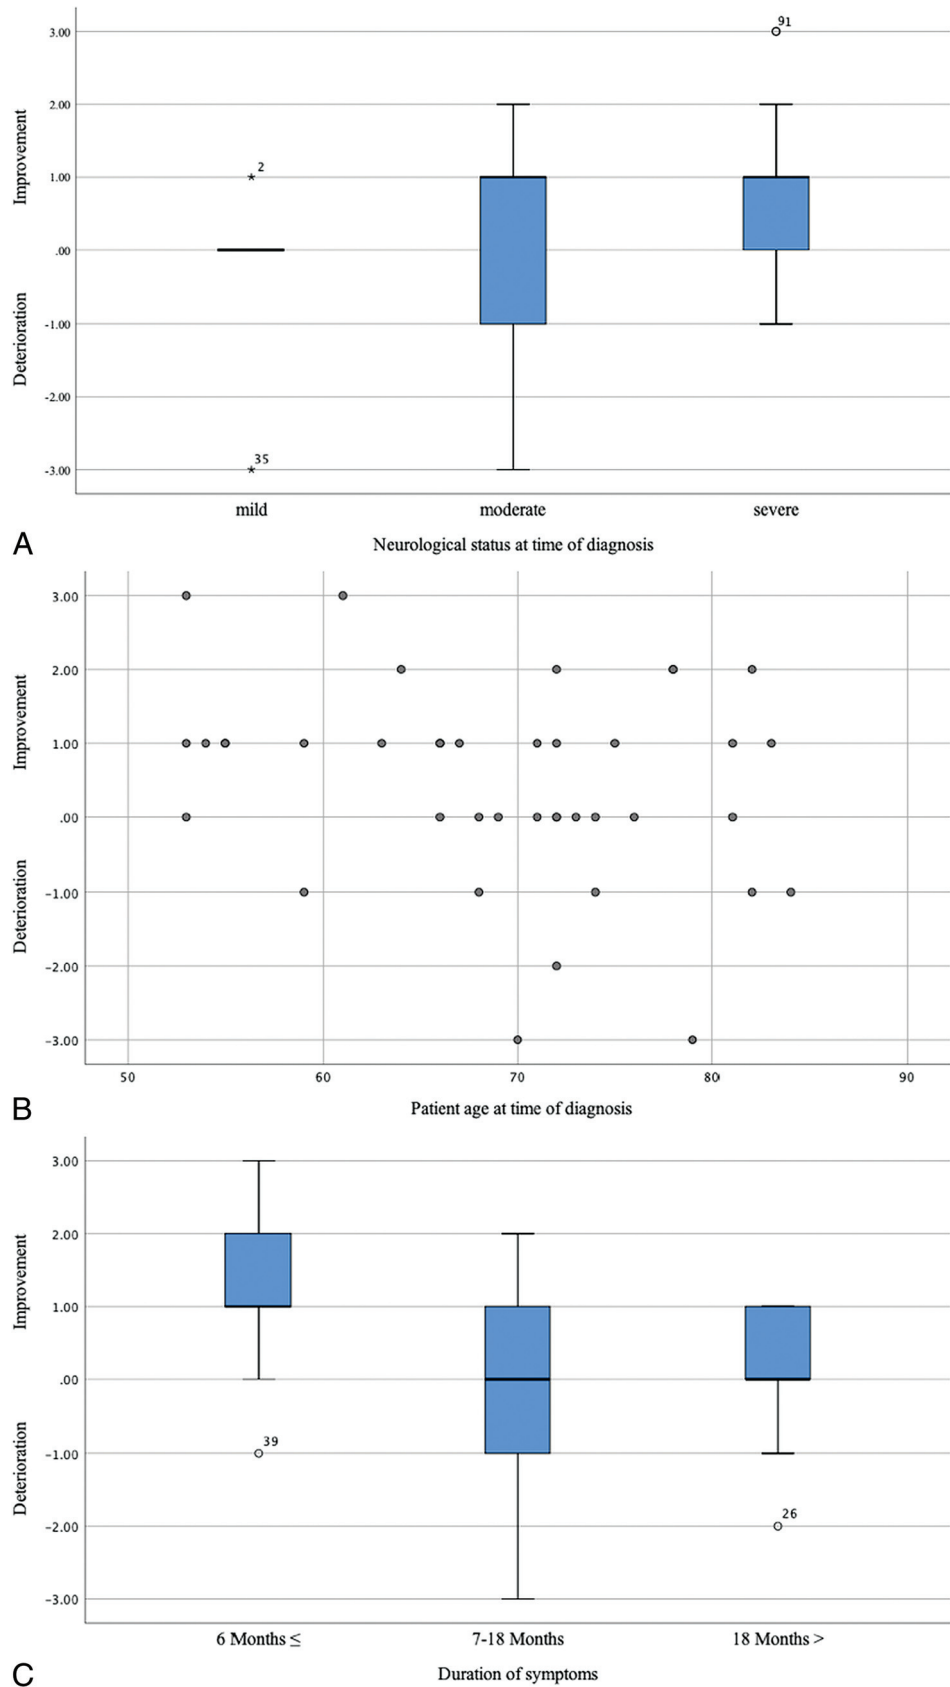 3.00
2.00
1.00
.00
-1.00
-2.00
-3.00
Improvement
Deterioration
91
* 2
* 35
mild moderate severe
Neurological status at time of diagnosis
A
3.00
2.00
1.00
.00
-1.00
-2.00
-3.00
Improvement
Deterioration
50 60 70 80 90
Patient age at time of diagnosis
B
3.00
2.00
1.00
.00
-1.00
-2.00
-3.00
Improvement
Deterioration
39
26
6 Months ≤ 7-18 Months 18 Months >
Duration of symptoms
C